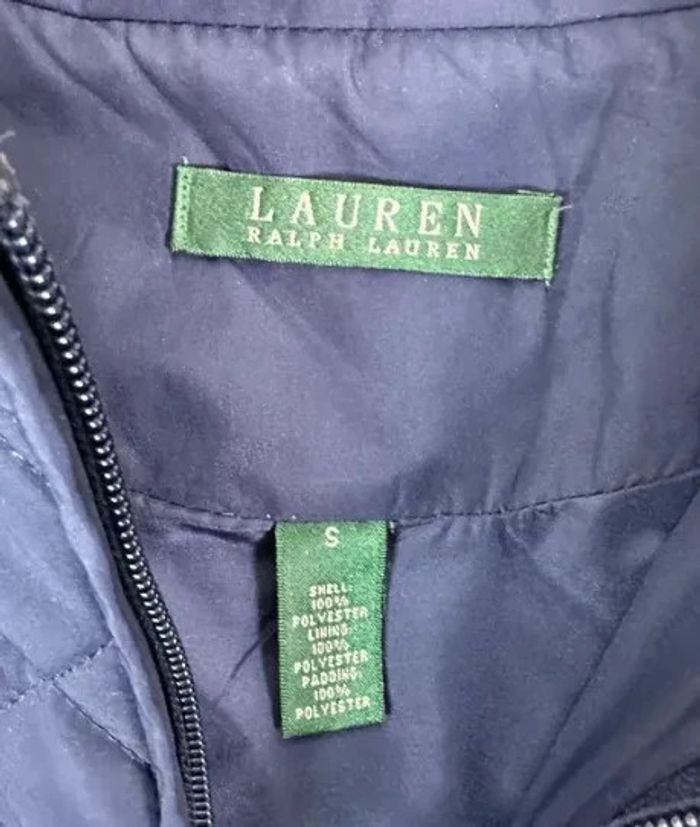 LAUREN
RALPH LAUREN
S
SHELL:
100%
POLYESTER
LINING:
100%
POLYESTER
PADDING:
100%
POLYESTER